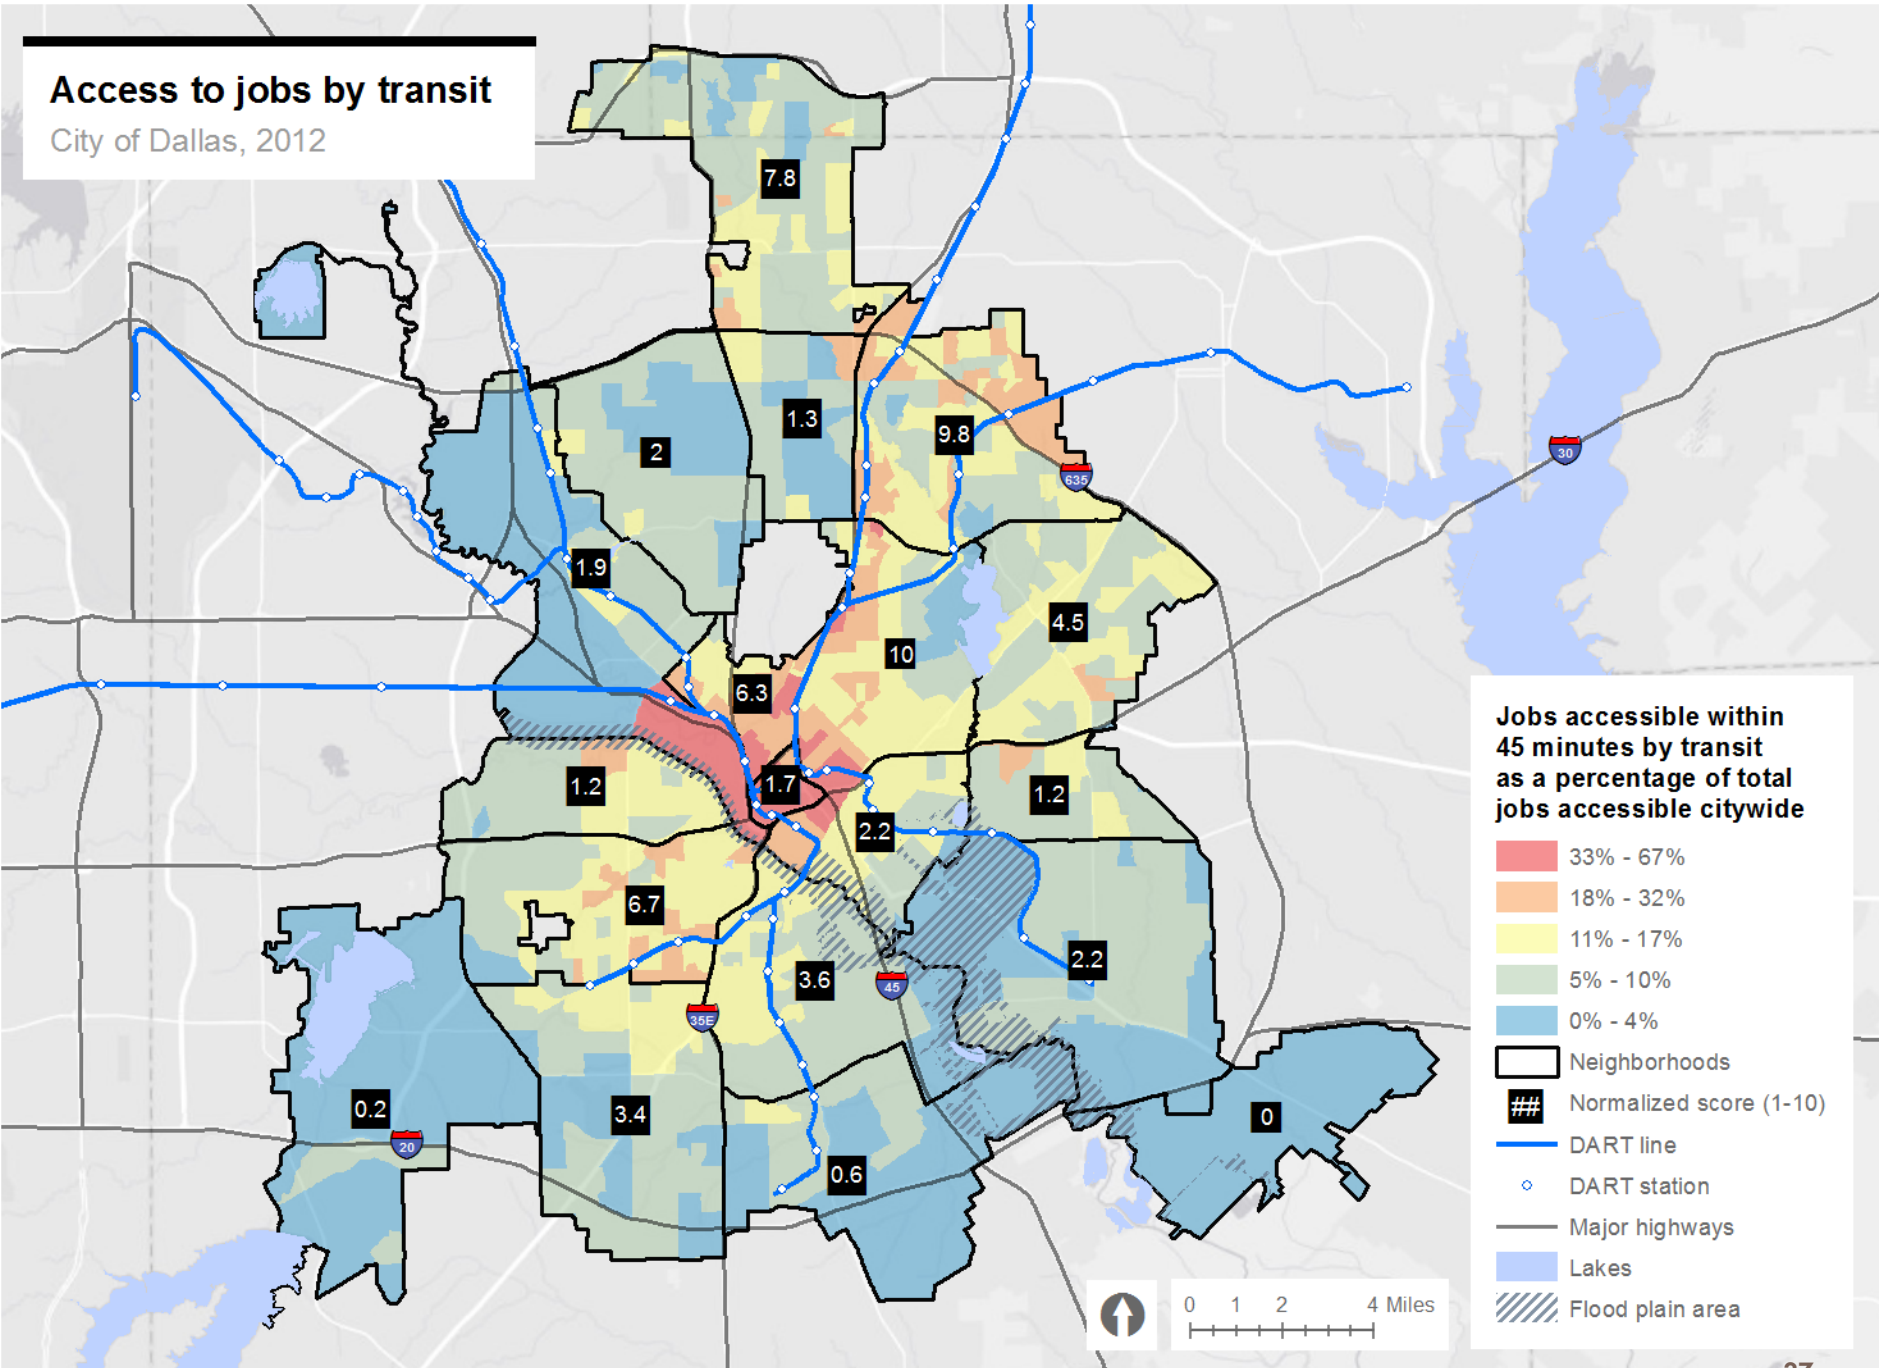 Access to jobs by transit
City of Dallas, 2012
7.8
1.3
2
9.8
635
30
1.9
4.5
10
6.3
1.2
1.7
1.2
2.2
6.7
2.2
3.6
45
35E
0.2
3.4
0
20
0.6
Jobs accessible within
45 minutes by transit
as a percentage of total
jobs accessible citywide
33% - 67%
18% - 32%
11% - 17%
5% - 10%
0% - 4%
Neighborhoods
## Normalized score (1-10)
DART line
DART station
Major highways
Lakes
Flood plain area
0 1 2 4 Miles